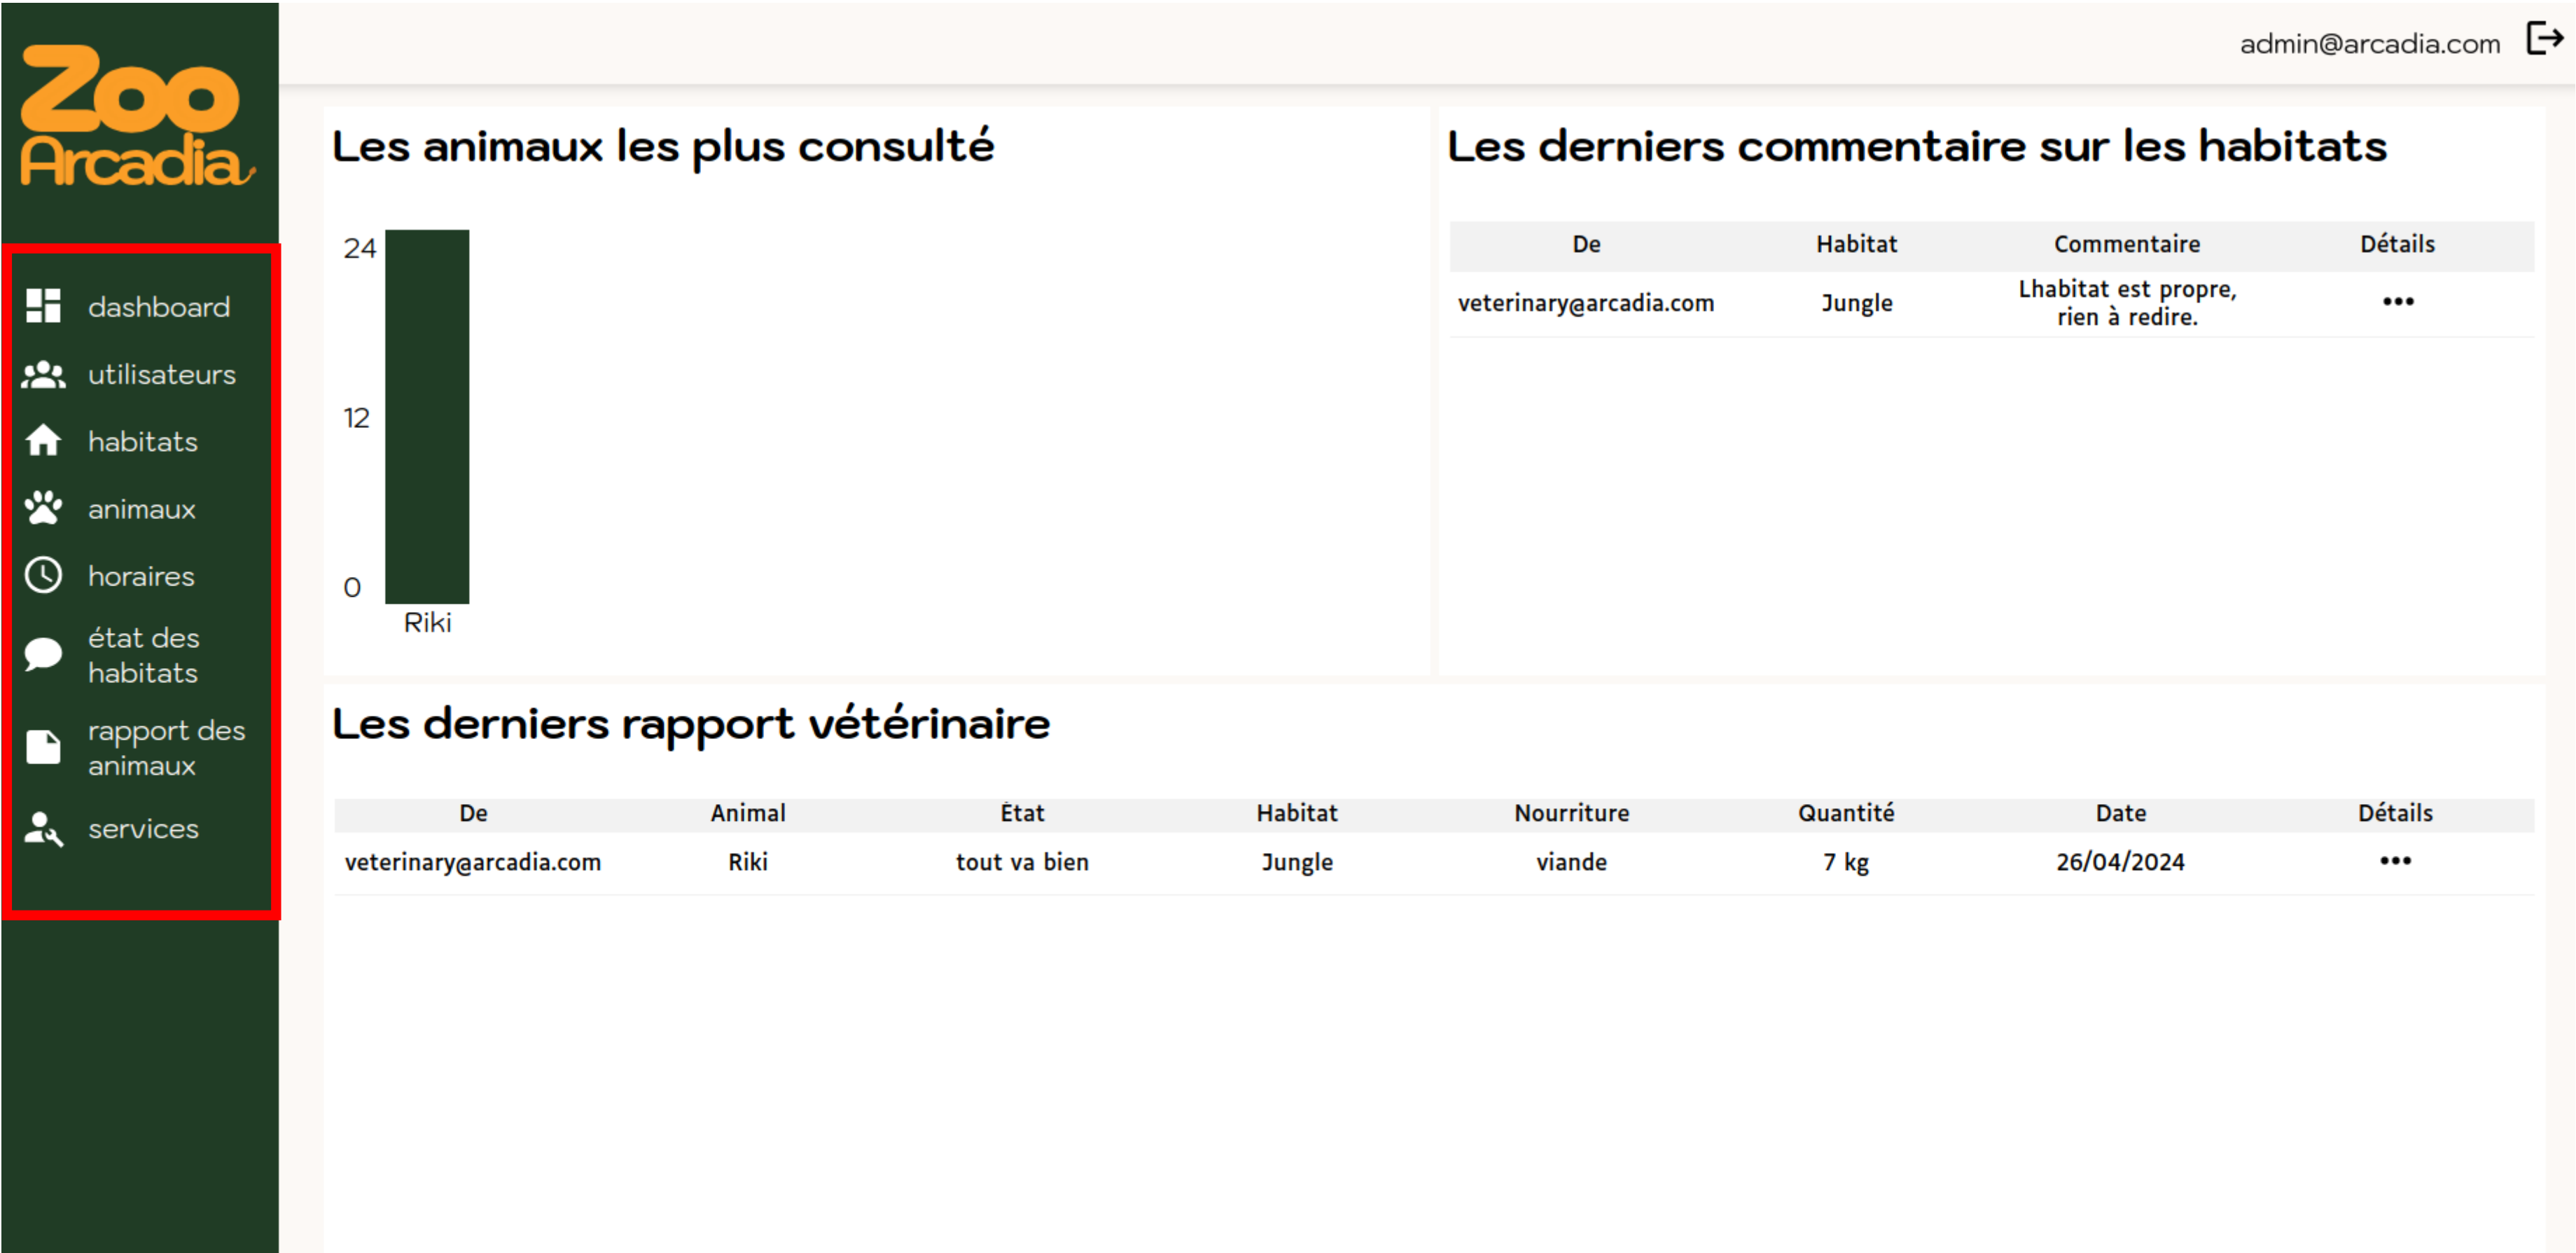 Zoo
Arcadia
admin@arcadia.com
dashboard
utilisateurs
habitats
animaux
horaires
état des
habitats
rapport des
animaux
services
Les animaux les plus consulté
24
12
0
Riki
Les derniers commentaire sur les habitats
De Habitat Commentaire Détails
veterinary@arcadia.com Jungle Lhabitat est propre,
rien à redire. •••
Les derniers rapport vétérinaire
De Animal État Habitat Nourriture Quantité Date Détails
veterinary@arcadia.com Riki tout va bien Jungle viande 7 kg 26/04/2024 •••